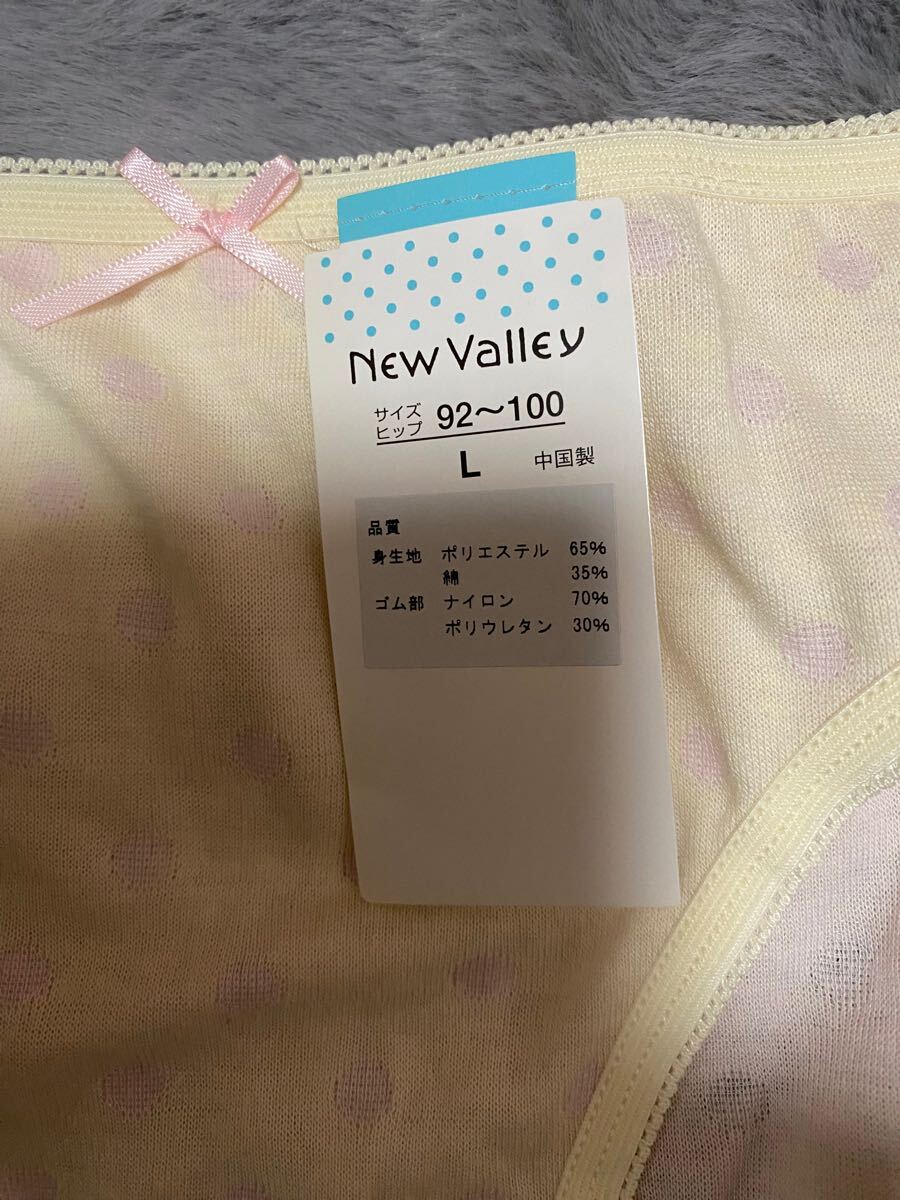 New Valley
サイズ
ヒップ 92〜100
L 中国製
品質
身生地 ポリエステル 65%
綿 35%
ゴム部 ナイロン 70%
ポリウレタン 30%